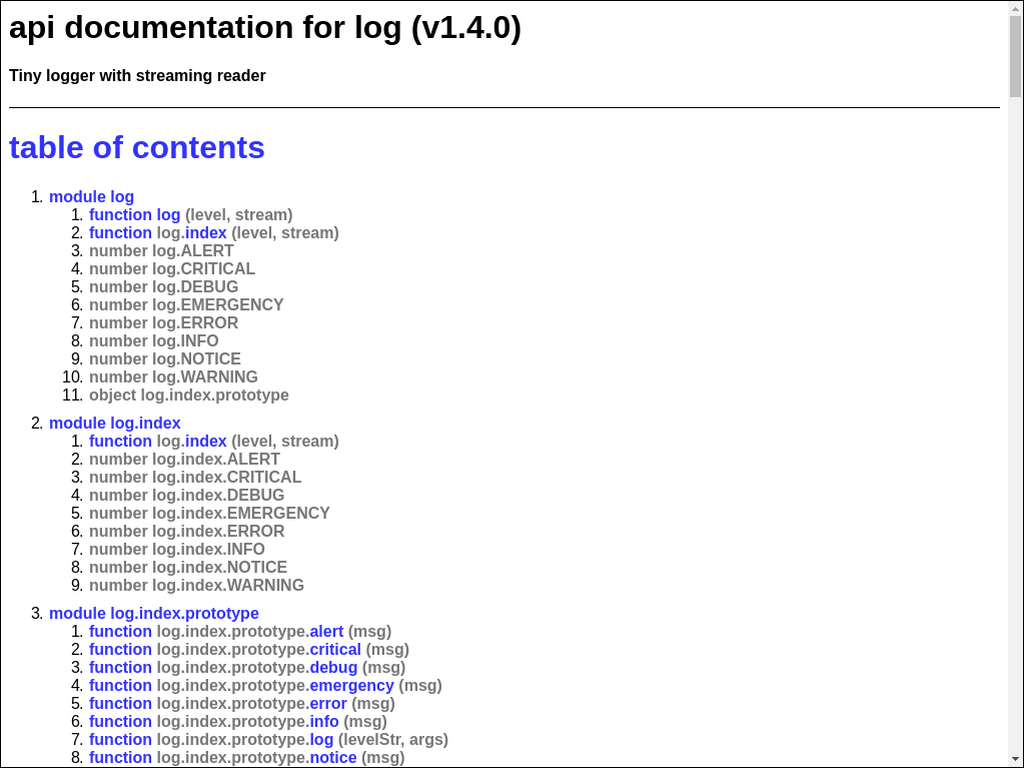 api documentation for log (v1.4.0)
Tiny logger with streaming reader
table of contents
1. module log
1. function log (level, stream)
2. function log.index (level, stream)
3. number log.ALERT
4. number log.CRITICAL
5. number log.DEBUG
6. number log.EMERGENCY
7. number log.ERROR
8. number log.INFO
9. number log.NOTICE
10. number log.WARNING
11. object log.index.prototype
2. module log.index
1. function log.index (level, stream)
2. number log.index.ALERT
3. number log.index.CRITICAL
4. number log.index.DEBUG
5. number log.index.EMERGENCY
6. number log.index.ERROR
7. number log.index.INFO
8. number log.index.NOTICE
9. number log.index.WARNING
3. module log.index.prototype
1. function log.index.prototype.alert (msg)
2. function log.index.prototype.critical (msg)
3. function log.index.prototype.debug (msg)
4. function log.index.prototype.emergency (msg)
5. function log.index.prototype.error (msg)
6. function log.index.prototype.info (msg)
7. function log.index.prototype.log (levelStr, args)
8. function log.index.prototype.notice (msg)